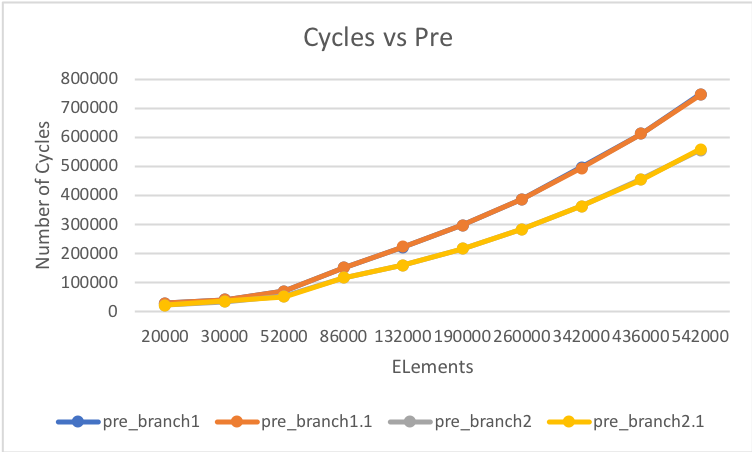 Cycles vs Pre
Number of Cycles
800000
700000
600000
500000
400000
300000
200000
100000
0
20000 30000 52000 86000 132000 190000 260000 342000 436000 542000
ELements
pre_branch1 pre_branch1.1 pre_branch2 pre_branch2.1